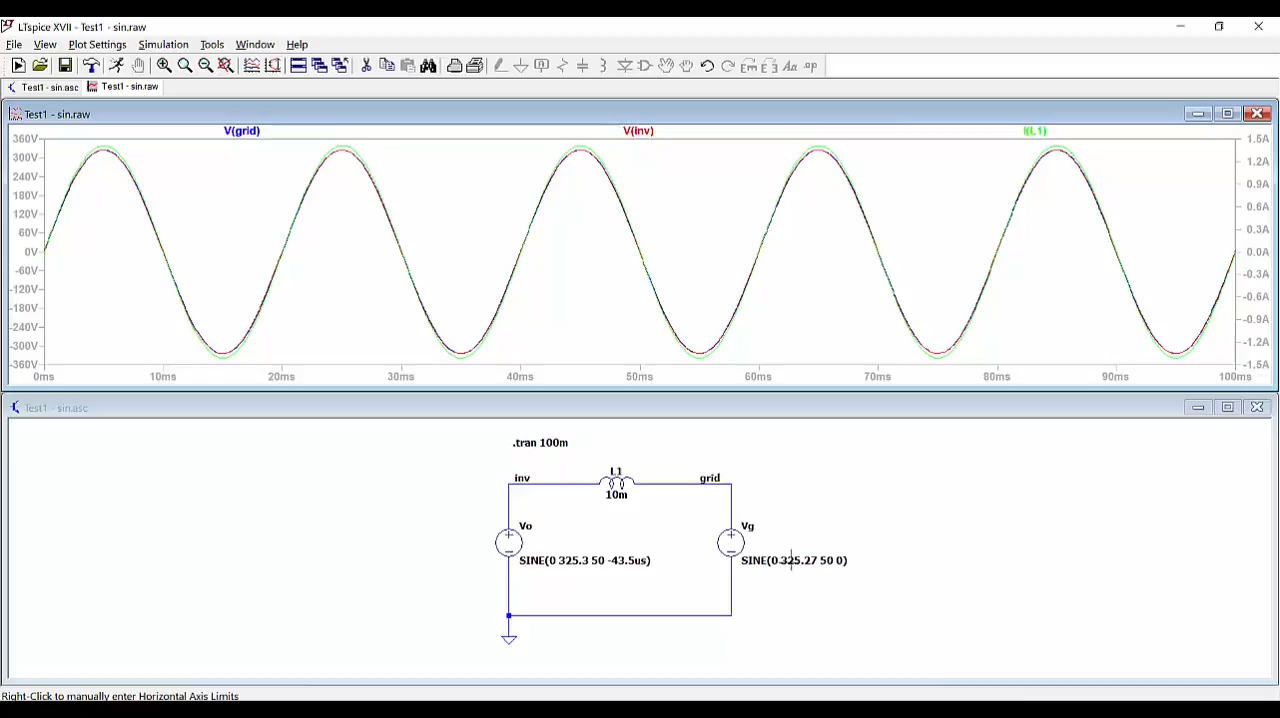 LTspice XVII - Test1 - sin.raw
File View Plot Settings Simulation Tools Window Help
Test1 - sin.asc Test1 - sin.raw
Test1 - sin.raw
V(grid) V(inv) I(L1)
360V 1.5A
300V 1.2A
240V 0.9A
180V
120V 0.6A
60V 0.3A
0V 0.0A
-60V -0.3A
-120V -0.6A
-180V
-240V -0.9A
-300V -1.2A
-360V -1.5A
0ms 10ms 20ms 30ms 40ms 50ms 60ms 70ms 80ms 90ms 100ms
Test1 - sin.asc
.tran 100m
L1
inv grid
10m
Vo Vg
SINE(0 325.3 50 -43.5us) SINE(0 325.27 50 0)
Right-Click to manually enter Horizontal Axis Limits